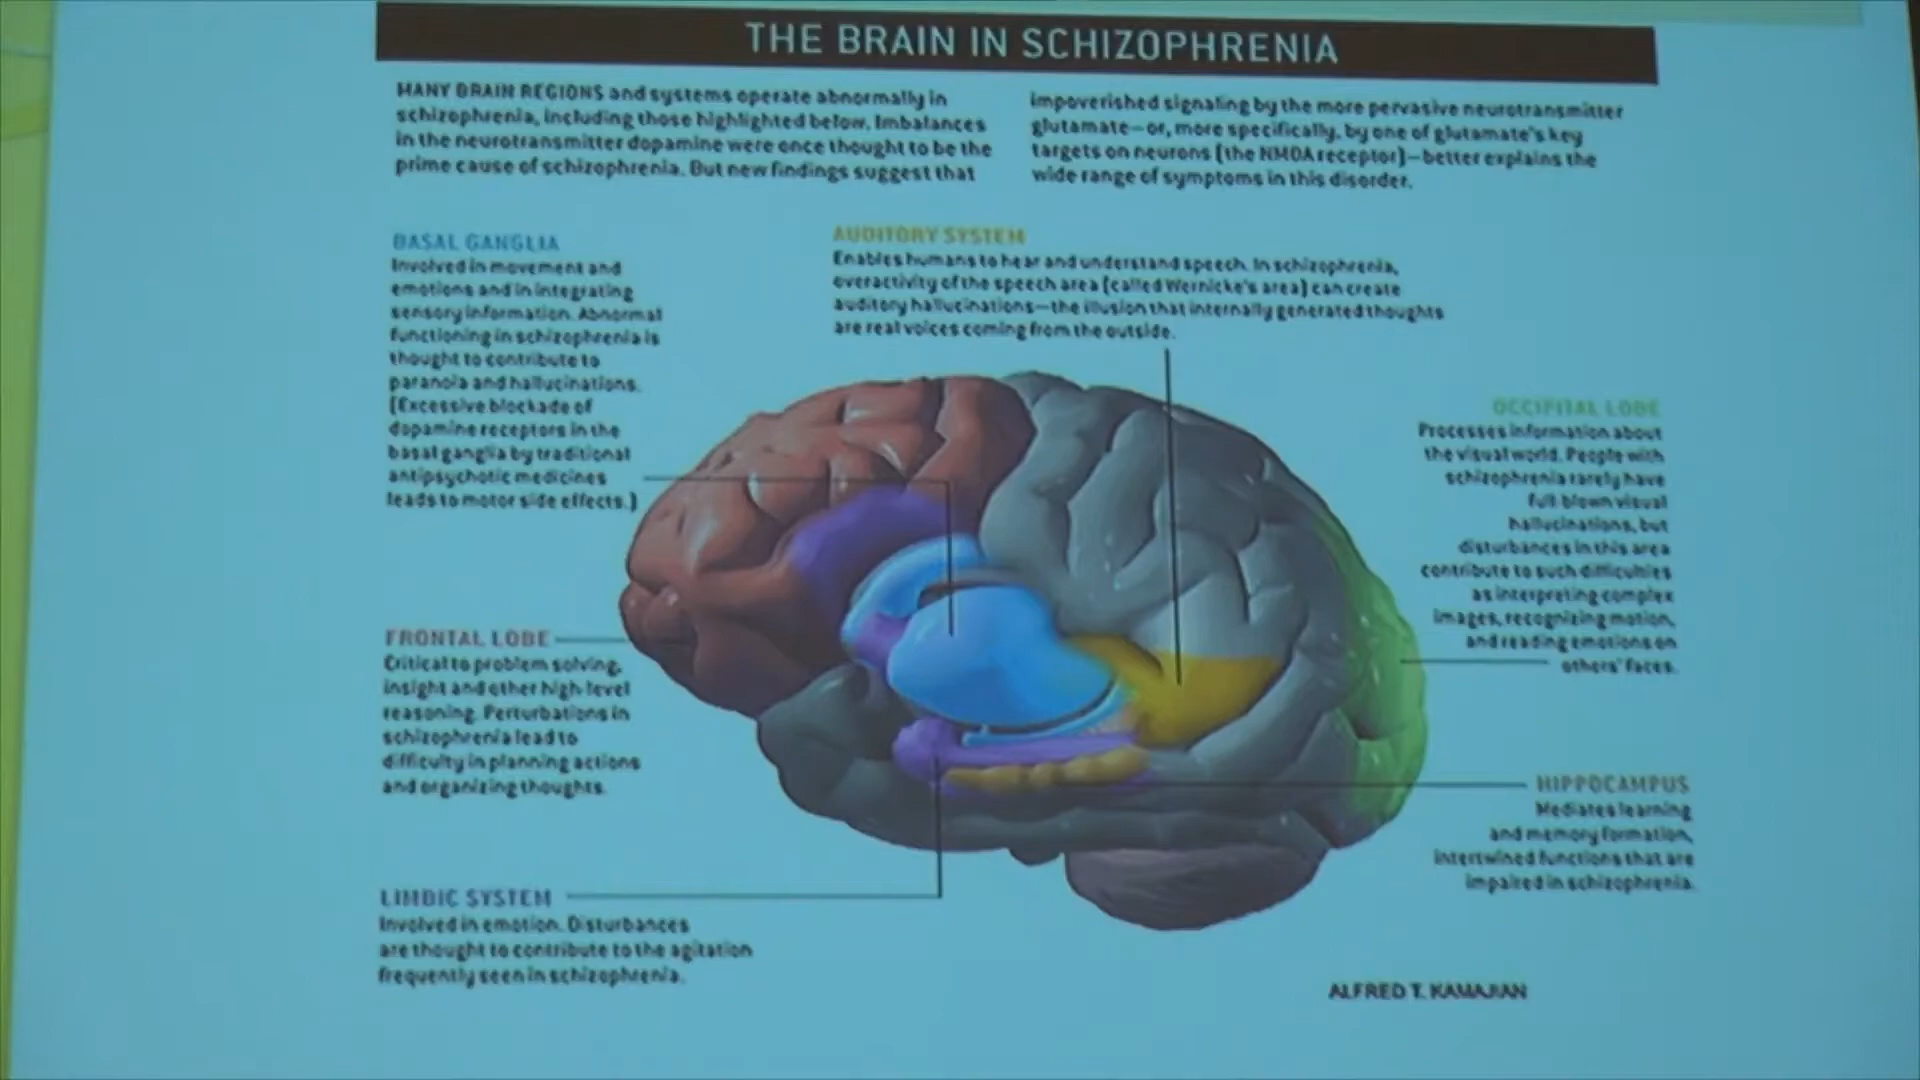 THE BRAIN IN SCHIZOPHRENIA
MANY BRAIN REGIONS and systems operate abnormally in
schizophrenia, including those highlighted below. Imbalances
in the neurotransmitter dopamine were once thought to be the
prime cause of schizophrenia. But new findings suggest that
impoverished signaling by the more pervasive neurotransmitter
glutamate—or, more specifically, by one of glutamate's key
targets on neurons (the NMDA receptor)—better explains the
wide range of symptoms in this disorder.
BASAL GANGLIA
Involved in movement and
emotions and in integrating
sensory information. Abnormal
functioning in schizophrenia is
thought to contribute to
paranoia and hallucinations.
(Excessive blockade of
dopamine receptors in the
basal ganglia by traditional
antipsychotic medicines
leads to motor side effects.)
AUDITORY SYSTEM
Enables humans to hear and understand speech. In schizophrenia,
overactivity of the speech area (called Wernicke's area) can create
auditory hallucinations—the illusion that internally generated thoughts
are real voices coming from the outside.
OCCIPITAL LOBE
Processes information about
the visual world. People with
schizophrenia rarely have
full-blown visual
hallucinations, but
disturbances in this area
contribute to such difficulties
as interpreting complex
images, recognizing motion,
and reading emotions on
others' faces.
FRONTAL LOBE
Critical to problem solving,
insight and other high-level
reasoning. Perturbations in
schizophrenia lead to
difficulty in planning actions
and organizing thoughts.
HIPPOCAMPUS
Mediates learning
and memory formation,
intertwined functions that are
impaired in schizophrenia.
LIMBIC SYSTEM
Involved in emotion. Disturbances
are thought to contribute to the agitation
frequently seen in schizophrenia.
ALFRED T. KAMAJIAN